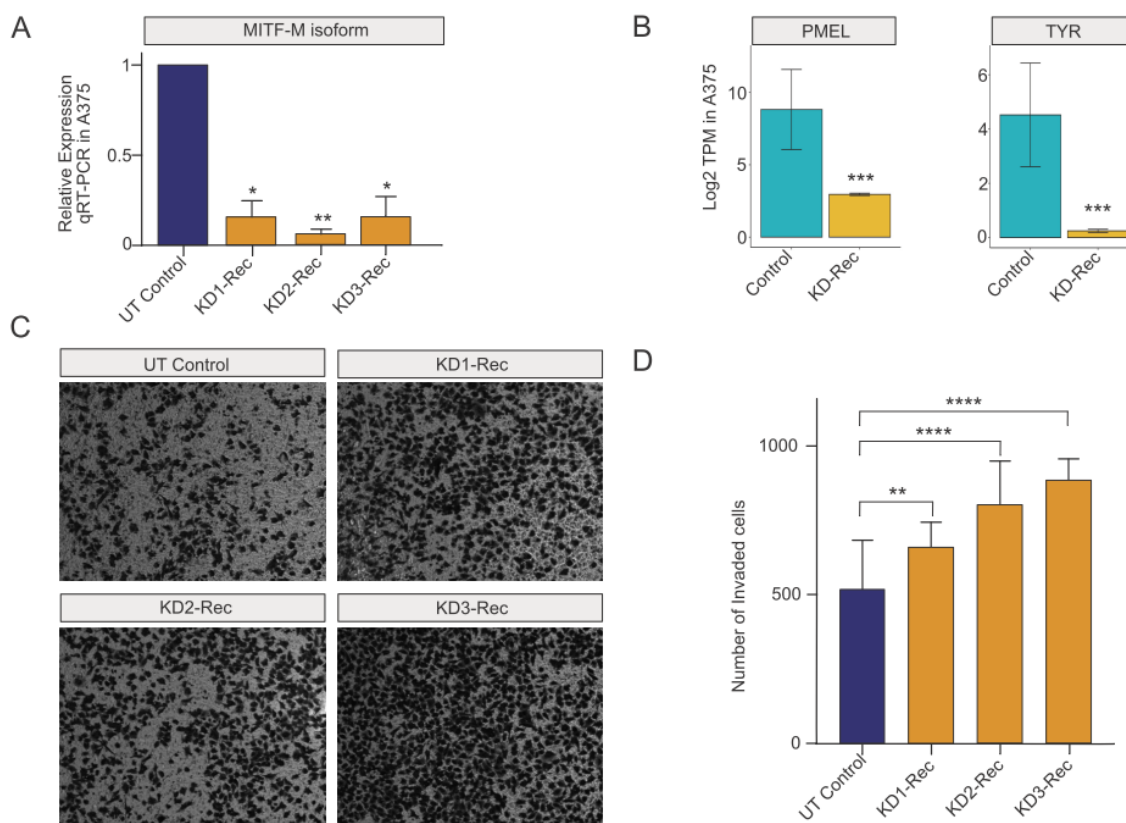 A
MITF-M isoform
Relative Expression
qRT-PCR in A375
1
0.5
0
*
**
*
UT Control
KD1-Rec
KD2-Rec
KD3-Rec
B
PMEL
TYR
Log2 TPM in A375
10
5
0
***
Control
KD-Rec
6
4
2
0
***
Control
KD-Rec
C
UT Control
KD1-Rec
KD2-Rec
KD3-Rec
D
Number of Invaded cells
1000
500
0
****
****
**
UT Control
KD1-Rec
KD2-Rec
KD3-Rec